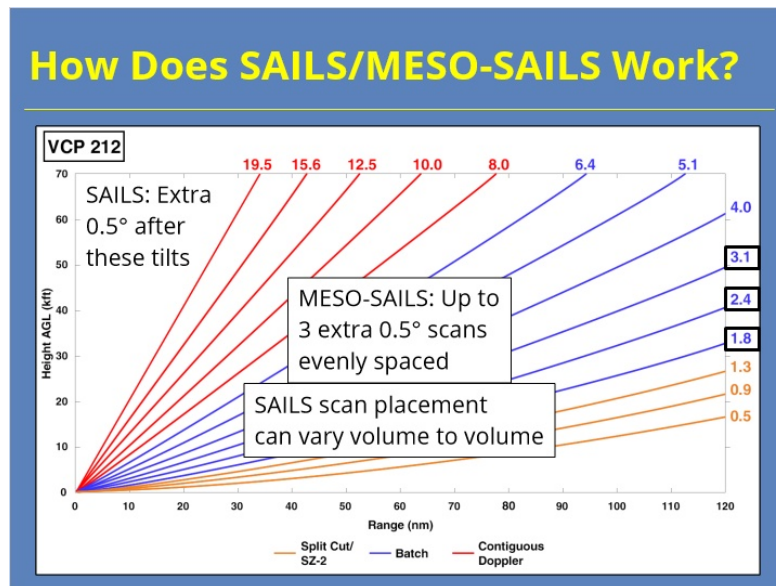 How Does SAILS/MESO-SAILS Work?
VCP 212
19.5 15.6 12.5 10.0 8.0 6.4 5.1
70
SAILS: Extra
0.5° after
these tilts
4.0
60
3.1
50
MESO-SAILS: Up to
3 extra 0.5° scans
evenly spaced
2.4
40
1.8
30
1.3
SAILS scan placement
can vary volume to volume
0.9
20
0.5
10
0
Height AGL (kft)
0 10 20 30 40 50 60 70 80 90 100 110 120
Range (nm)
Split Cut/
SZ-2
Batch
Contiguous
Doppler